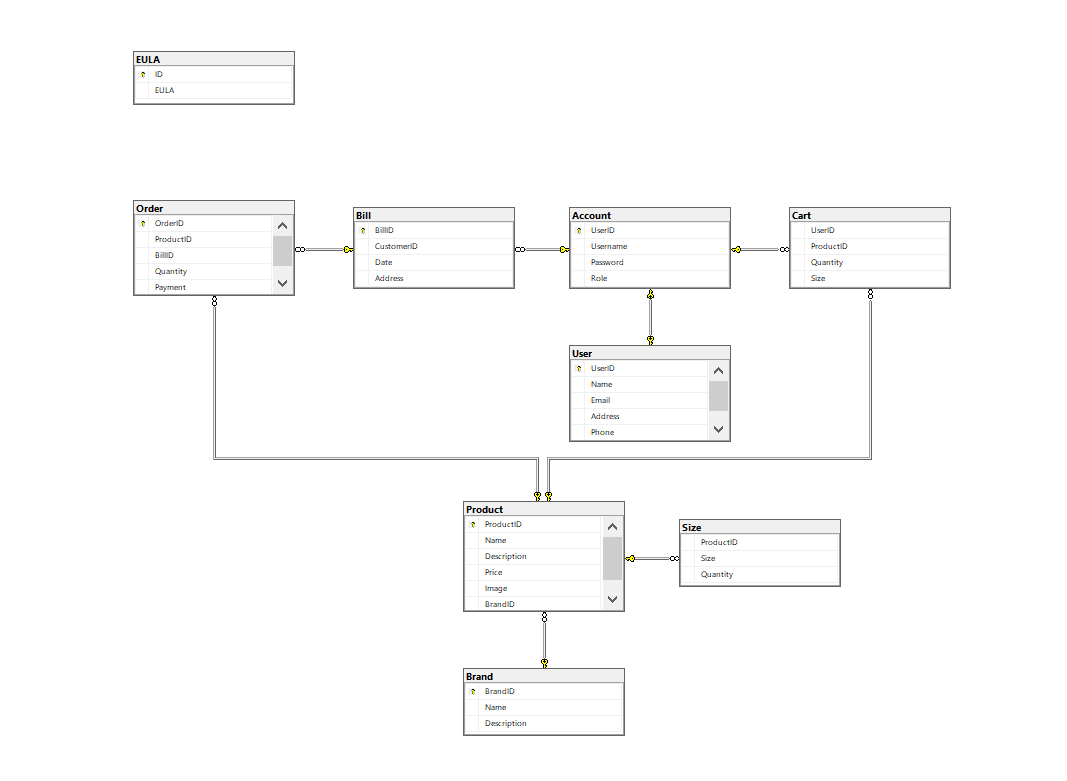 EULA
ID
EULA
Order
OrderID
ProductID
BillID
Quantity
Payment
Bill
BillID
CustomerID
Date
Address
Account
UserID
Username
Password
Role
Cart
UserID
ProductID
Quantity
Size
User
UserID
Name
Email
Address
Phone
Product
ProductID
Name
Description
Price
Image
BrandID
Size
ProductID
Size
Quantity
Brand
BrandID
Name
Description